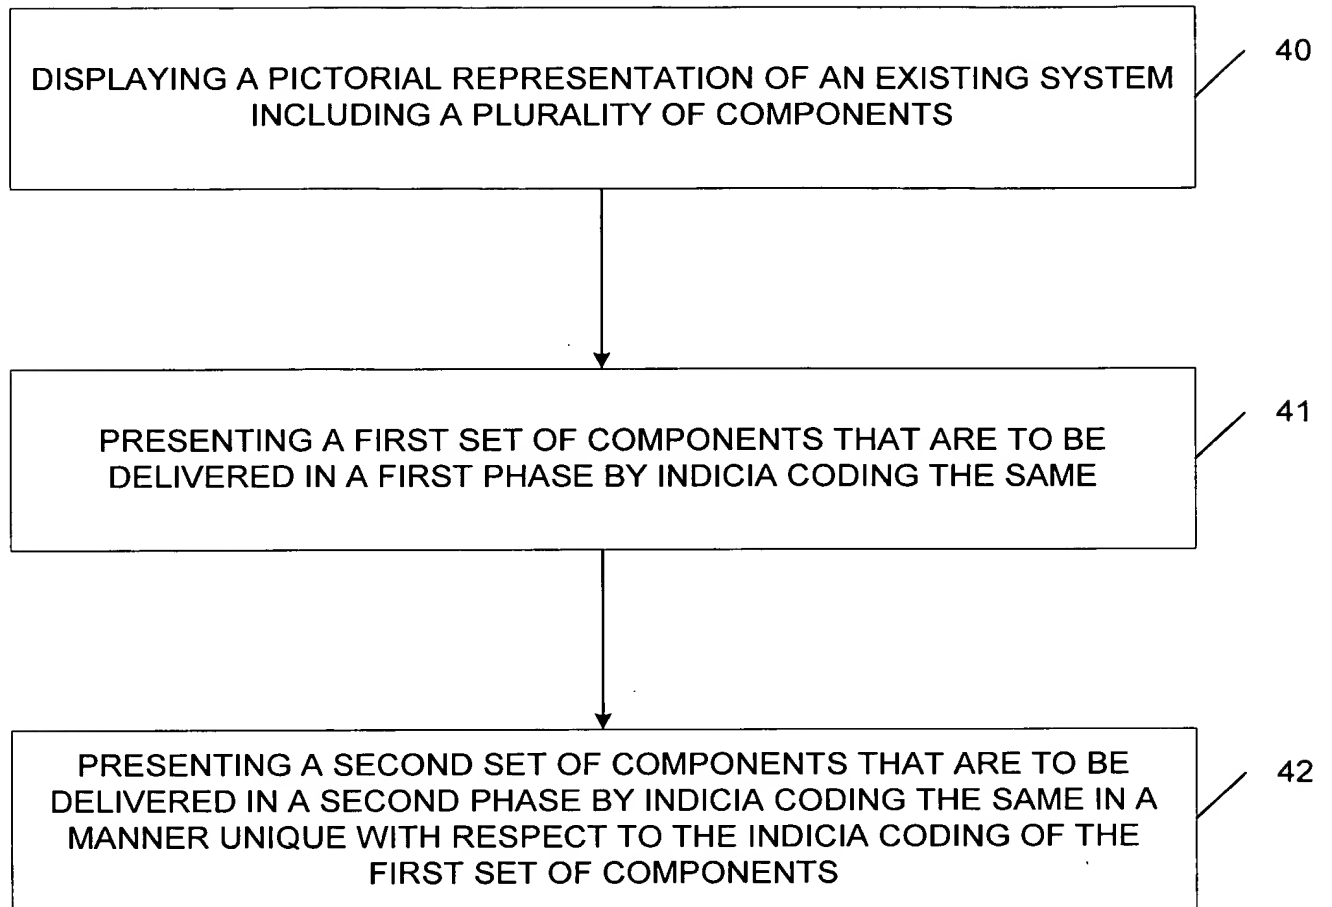 DISPLAYING A PICTORIAL REPRESENTATION OF AN EXISTING SYSTEM
INCLUDING A PLURALITY OF COMPONENTS
40
PRESENTING A FIRST SET OF COMPONENTS THAT ARE TO BE
DELIVERED IN A FIRST PHASE BY INDICIA CODING THE SAME
41
PRESENTING A SECOND SET OF COMPONENTS THAT ARE TO BE
DELIVERED IN A SECOND PHASE BY INDICIA CODING THE SAME IN A
MANNER UNIQUE WITH RESPECT TO THE INDICIA CODING OF THE
FIRST SET OF COMPONENTS
42